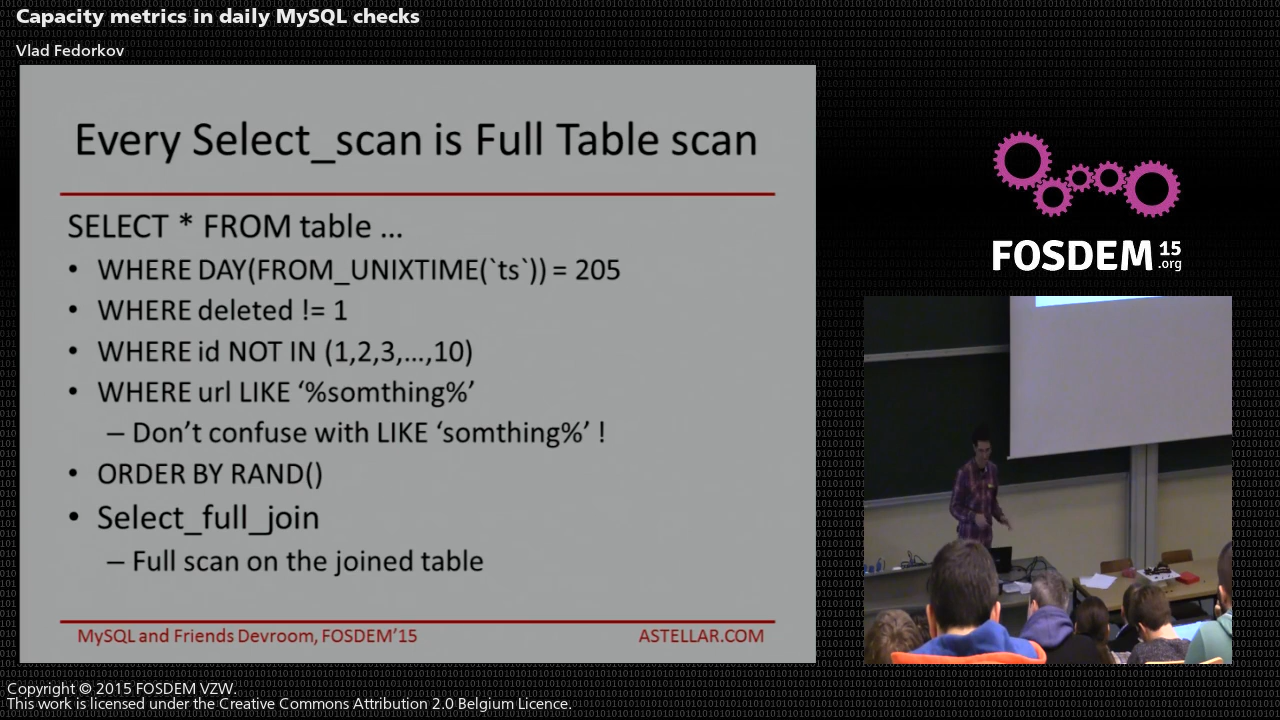 Capacity metrics in daily MySQL checks
Vlad Fedorkov
Every Select_scan is Full Table scan
SELECT * FROM table ...
• WHERE DAY(FROM_UNIXTIME(`ts`)) = 205
• WHERE deleted != 1
• WHERE id NOT IN (1,2,3,...,10)
• WHERE url LIKE ‘%somthing%’
– Don’t confuse with LIKE ‘somthing%’ !
• ORDER BY RAND()
• Select_full_join
– Full scan on the joined table
MySQL and Friends Devroom, FOSDEM’15
ASTELLAR.COM
FOSDEM 15
.org
Copyright © 2015 FOSDEM VZW.
This work is licensed under the Creative Commons Attribution 2.0 Belgium Licence.